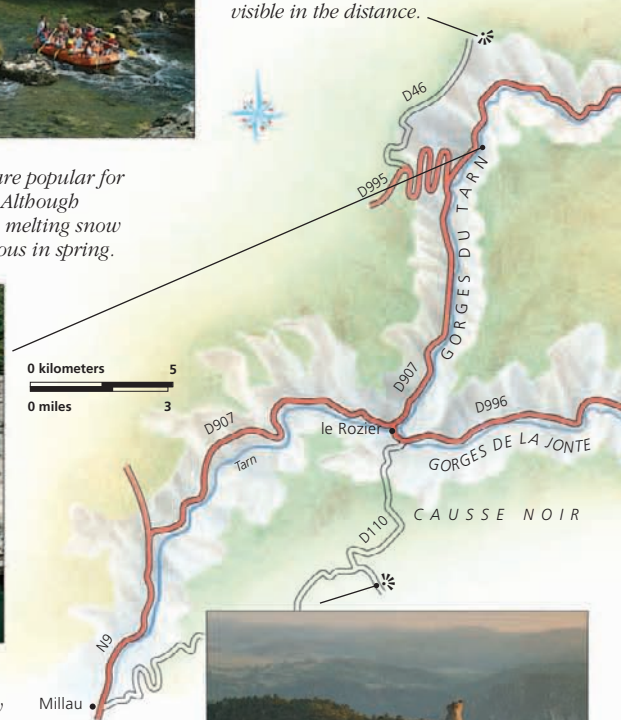 visible in the distance.
D46
D995
are popular for
Although
melting snow
ous in spring.
GORGES DU TARN
0 kilometers 5
0 miles 3
D907
D996
D907
le Rozier
Tarn
GORGES DE LA JONTE
CAUSSE NOIR
D110
N9
Millau